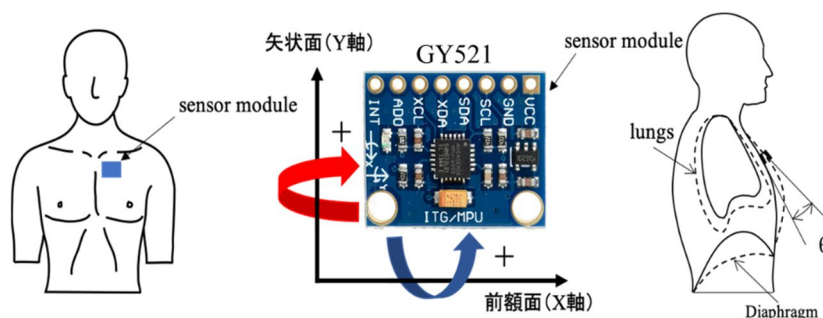 sensor module
矢状面(Y軸)
GY521
sensor module
INT
ADO
XCL
XDA
SDA
SCL
GND
VCC
+
X
Y
ITG/MPU
+
前額面(X軸)
lungs
θ
Diaphragm